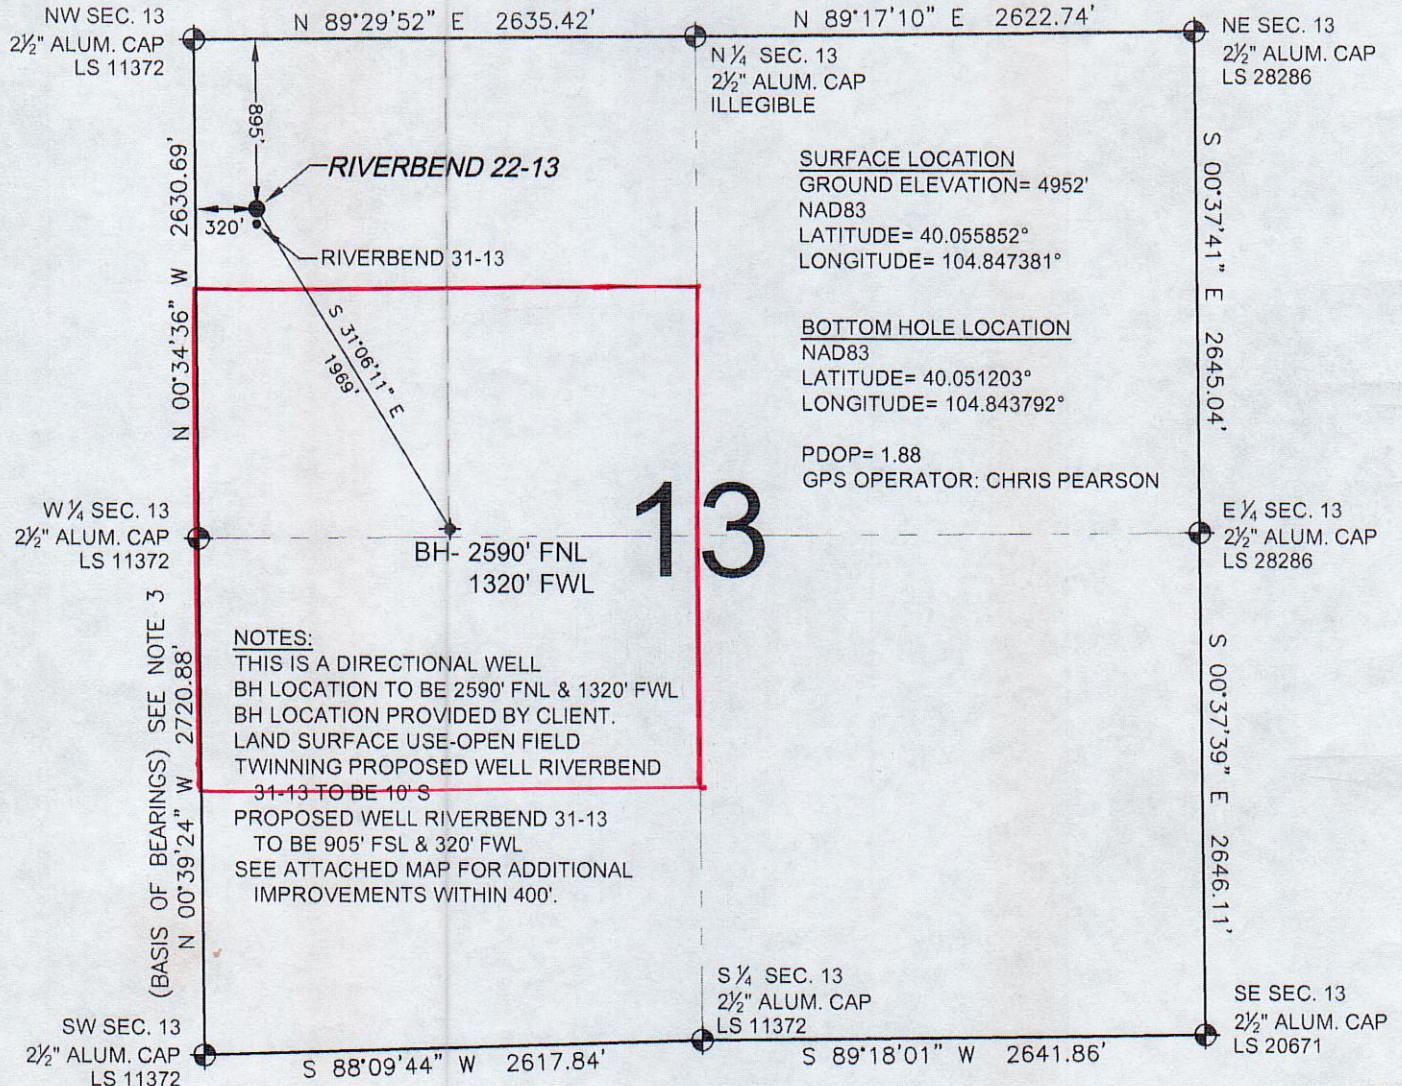 NW SEC. 13
2½" ALUM. CAP
LS 11372
N 89°29'52" E 2635.42'
N 89°17'10" E 2622.74'
NE SEC. 13
2½" ALUM. CAP
LS 28286
N ¼ SEC. 13
2½" ALUM. CAP
ILLEGIBLE
895'
RIVERBEND 22-13
320'
RIVERBEND 31-13
N 00°34'36" W 2630.69'
S 31°06'11" E
1969'
SURFACE LOCATION
GROUND ELEVATION= 4952'
NAD83
LATITUDE= 40.055852°
LONGITUDE= 104.847381°
BOTTOM HOLE LOCATION
NAD83
LATITUDE= 40.051203°
LONGITUDE= 104.843792°
PDOP= 1.88
GPS OPERATOR: CHRIS PEARSON
S 00°37'41" E 2645.04'
W ¼ SEC. 13
2½" ALUM. CAP
LS 11372
BH- 2590' FNL
1320' FWL
13
E ¼ SEC. 13
2½" ALUM. CAP
LS 28286
(BASIS OF BEARINGS) SEE NOTE 3
N 00°39'24" W 2720.88'
NOTES:
THIS IS A DIRECTIONAL WELL
BH LOCATION TO BE 2590' FNL & 1320' FWL
BH LOCATION PROVIDED BY CLIENT.
LAND SURFACE USE-OPEN FIELD
TWINNING PROPOSED WELL RIVERBEND
31-13 TO BE 10' S
PROPOSED WELL RIVERBEND 31-13
TO BE 905' FSL & 320' FWL
SEE ATTACHED MAP FOR ADDITIONAL
IMPROVEMENTS WITHIN 400'.
S 00°37'39" E 2646.11'
SW SEC. 13
2½" ALUM. CAP
LS 11372
S 88°09'44" W 2617.84'
S ¼ SEC. 13
2½" ALUM. CAP
LS 11372
S 89°18'01" W 2641.86'
SE SEC. 13
2½" ALUM. CAP
LS 20671